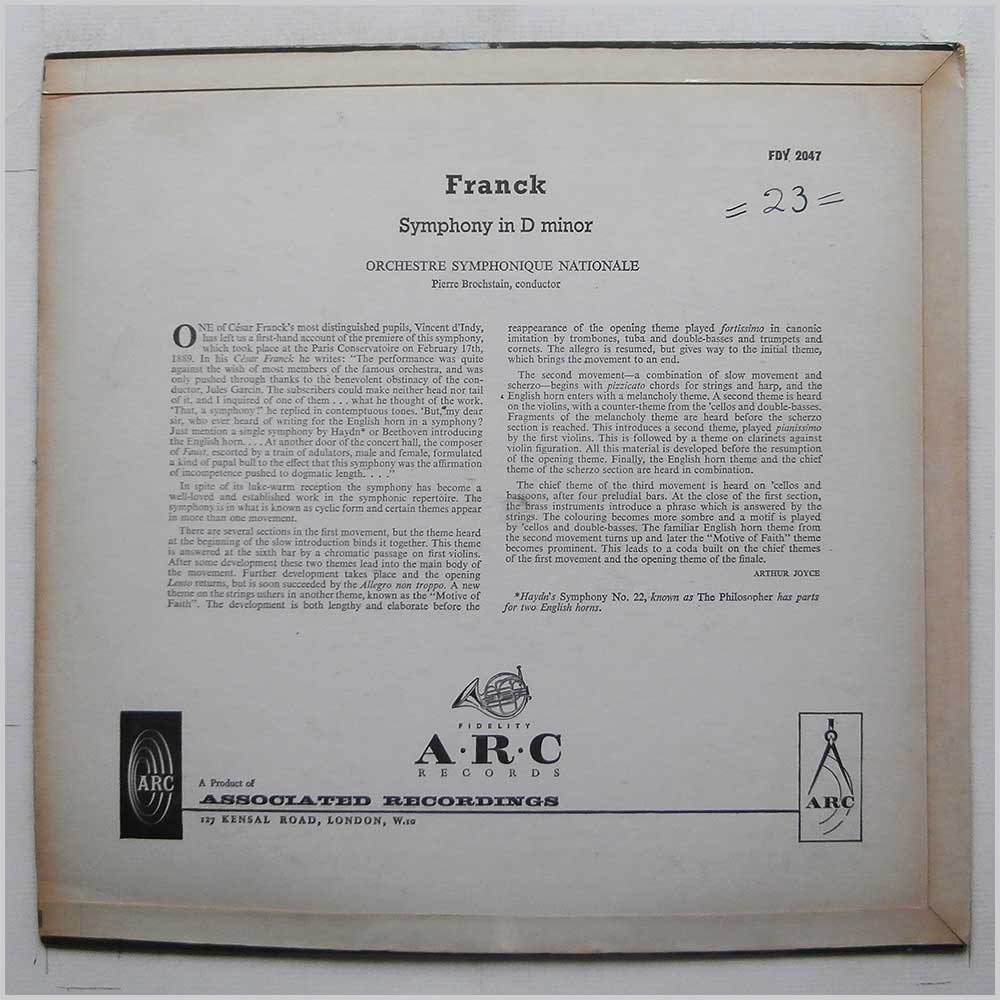 FDY 2047
= 23 =
Franck
Symphony in D minor
ORCHESTRE SYMPHONIQUE NATIONALE
Pierre Brochstain, conductor
ONE of César Franck's most distinguished pupils, Vincent d'Indy,
has left us a first-hand account of the premiere of this symphony,
which took place at the Paris Conservatoire on February 17th,
1889. In his César Franck he writes: "The performance was quite
against the wish of most members of the famous orchestra, and was
only pushed through thanks to the benevolent obstinacy of the con-
ductor, Jules Garcin. The subscribers could make neither head nor tail
of it, and I inquired of one of them . . . what he thought of the work.
'That, a symphony?' he replied in contemptuous tones. 'But, my dear
sir, who ever heard of writing for the English horn in a symphony?
Just mention a single symphony by Haydn* or Beethoven introducing
the English horn. . . . At another door of the concert hall, the composer
of Faust, escorted by a train of adulators, male and female, formulated
a kind of papal bull to the effect that this symphony was the affirmation
of incompetence pushed to dogmatic length. . . ."
In spite of its luke-warm reception the symphony has become a
well-loved and established work in the symphonic repertoire. The
symphony is in what is known as cyclic form and certain themes appear
in more than one movement.
There are several sections in the first movement, but the theme heard
at the beginning of the slow introduction binds it together. This theme
is answered at the sixth bar by a chromatic passage on first violins.
After some development these two themes lead into the main body of
the movement. Further development takes place and the opening
Lento returns, but is soon succeeded by the Allegro non troppo. A new
theme on the strings ushers in another theme, known as the "Motive of
Faith". The development is both lengthy and elaborate before the
reappearance of the opening theme played fortissimo in canonic
imitation by trombones, tuba and double-basses and trumpets and
cornets. The allegro is resumed, but gives way to the initial theme,
which brings the movement to an end.
The second movement—a combination of slow movement and
scherzo—begins with pizzicato chords for strings and harp, and the
English horn enters with a melancholy theme. A second theme is heard
on the violins, with a counter-theme from the 'cellos and double-basses.
Fragments of the melancholy theme are heard before the scherzo
section is reached. This introduces a second theme, played pianissimo
by the first violins. This is followed by a theme on clarinets against
violin figuration. All this material is developed before the resumption
of the opening theme. Finally, the English horn theme and the chief
theme of the scherzo section are heard in combination.
The chief theme of the third movement is heard on 'cellos and
bassoons, after four preludial bars. At the close of the first section,
the brass instruments introduce a phrase which is answered by the
strings. The colouring becomes more sombre and a motif is played
by 'cellos and double-basses. The familiar English horn theme from
the second movement turns up and later the "Motive of Faith" theme
becomes prominent. This leads to a coda built on the chief themes
of the first movement and the opening theme of the finale.
ARTHUR JOYCE
*Haydn's Symphony No. 22, known as The Philosopher has parts
for two English horns.
FIDELITY
A·R·C
RECORDS
ARC
A Product of
ASSOCIATED RECORDINGS
127 KENSAL ROAD, LONDON, W.10
ARC